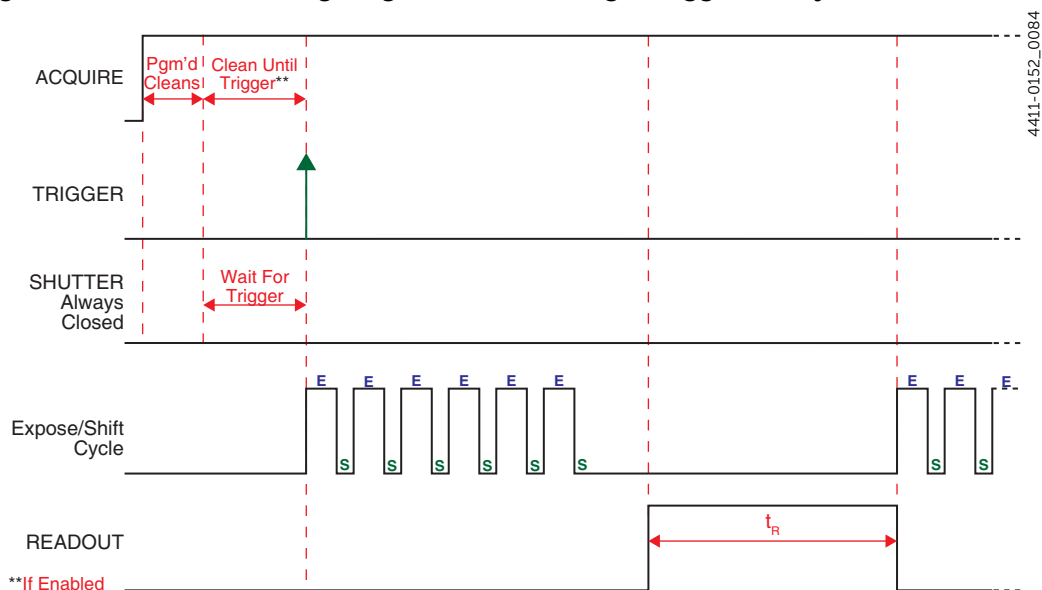 4411-0152_0084
ACQUIRE
Pgm'd
Cleans
Clean Until
Trigger**
TRIGGER
SHUTTER
Always
Closed
Wait For
Trigger
Expose/Shift
Cycle
E E E E E E E E E
S S S S S S S S
READOUT
tR
**If Enabled